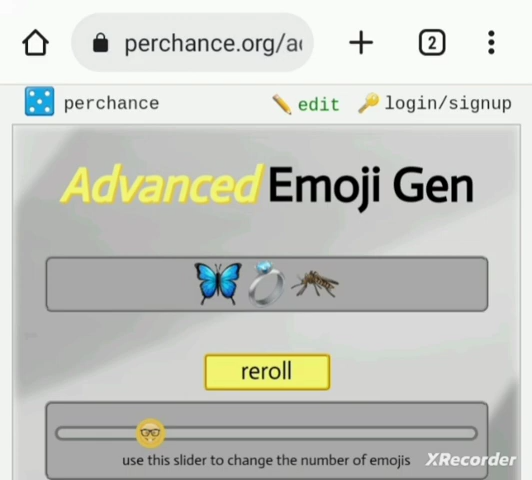 perchance.org/a
2
perchance
edit
login/signup
Advanced Emoji Gen
reroll
use this slider to change the number of emojis
XRecorder